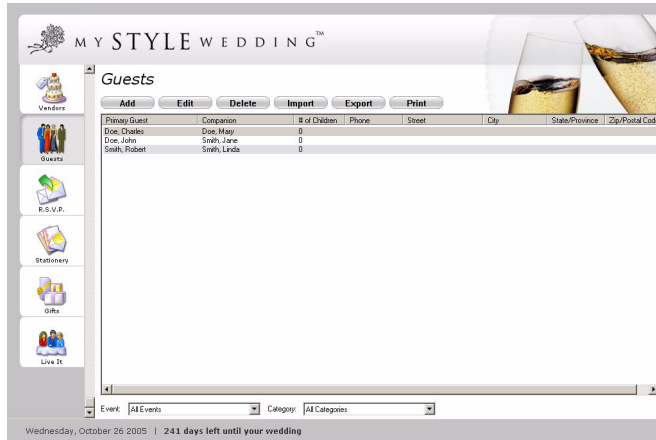 MY STYLE WEDDING™
Vendors
Guests
R.S.V.P.
Stationery
Gifts
Live It
Guests
Add Edit Delete Import Export Print
Primary Guest Companion # of Children Phone Street City State/Province Zip/Postal Cod
Doe, Charles Doe, Mary 0
Doe, John Smith, Jane 0
Smith, Robert Smith, Linda 0
Event: All Events Category: All Categories
Wednesday, October 26 2005 | 241 days left until your wedding